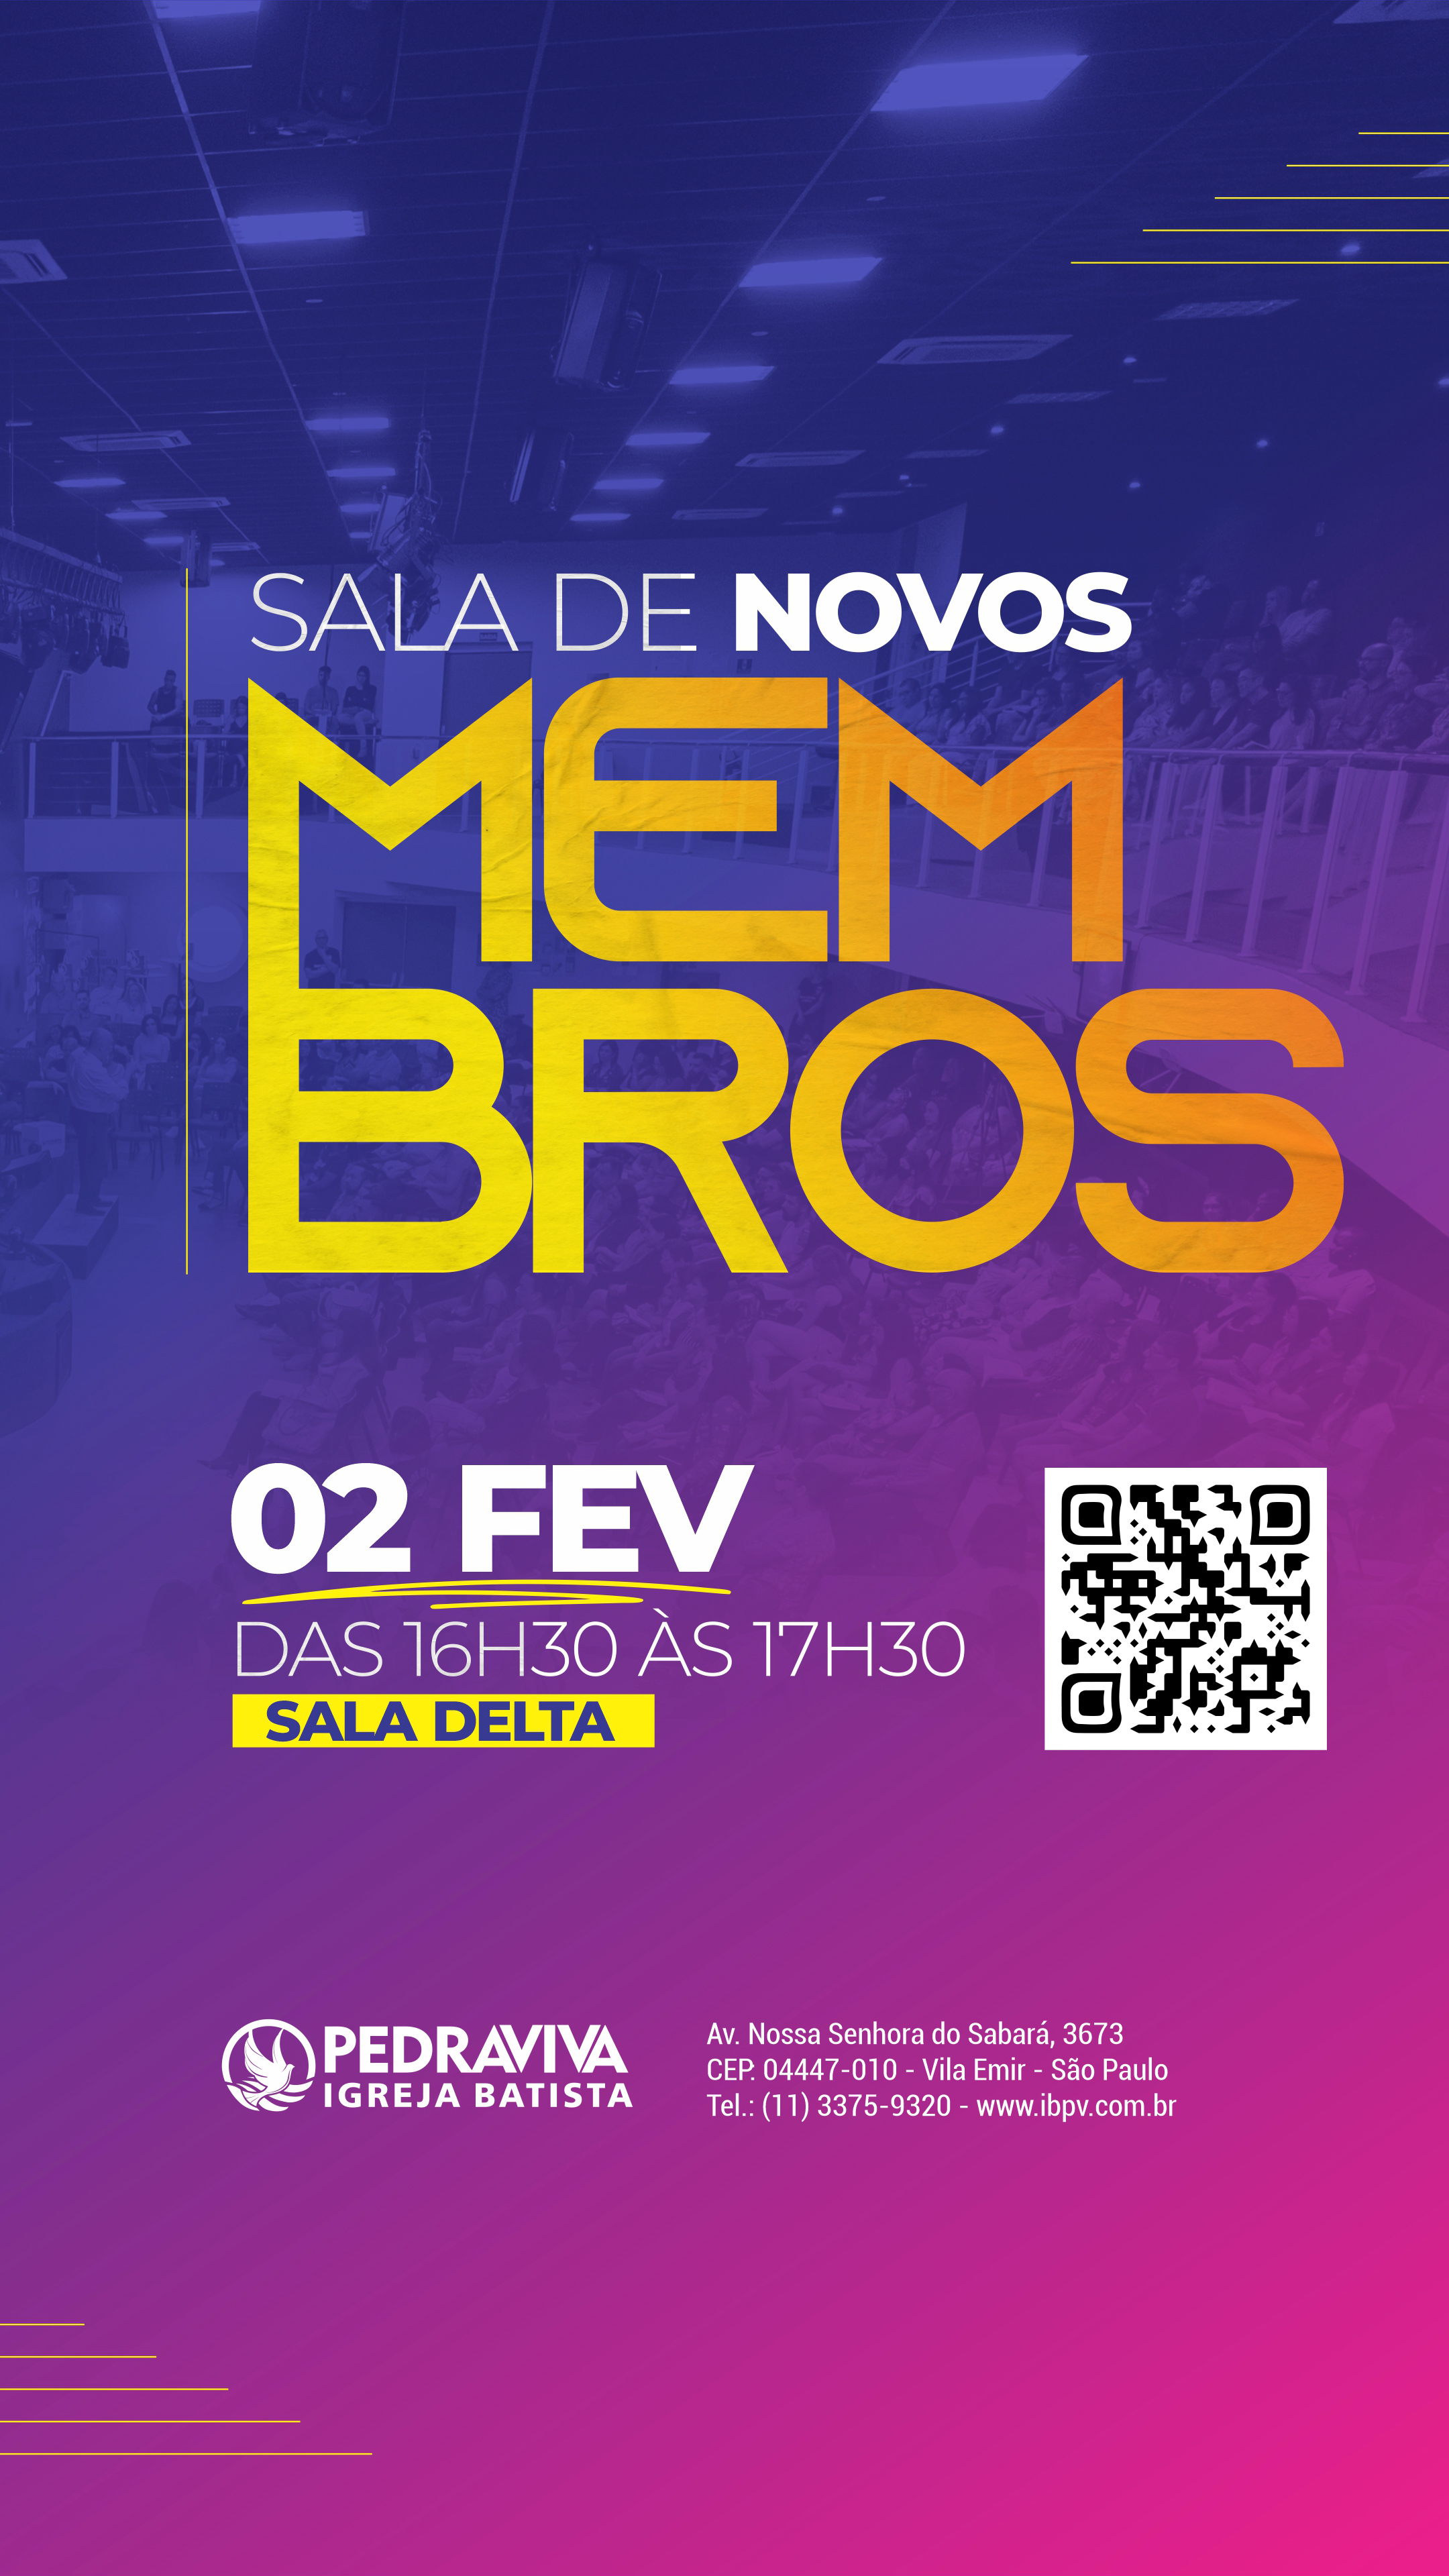 SALA DE NOVOS
MEM
BROS
02 FEV
DAS 16H30 ÀS 17H30
SALA DELTA
PEDRAVIVA
IGREJA BATISTA
Av. Nossa Senhora do Sabará, 3673
CEP: 04447-010 - Vila Emir - São Paulo
Tel.: (11) 3375-9320 - www.ibpv.com.br